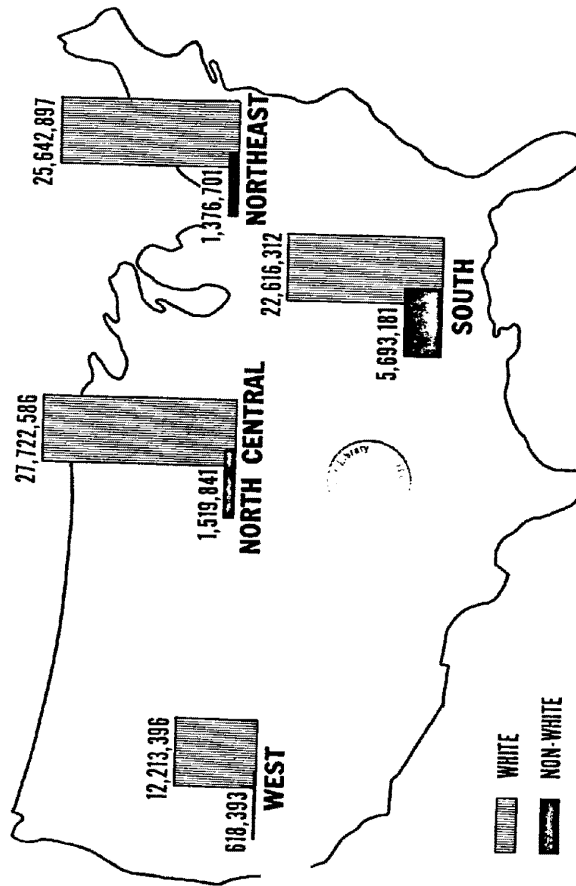 25,642,897
1,376,701
NORTHEAST
27,722,586
1,519,841
NORTH CENTRAL
22,616,312
5,693,181
SOUTH
12,213,396
618,393
WEST
WHITE
NON-WHITE
Library